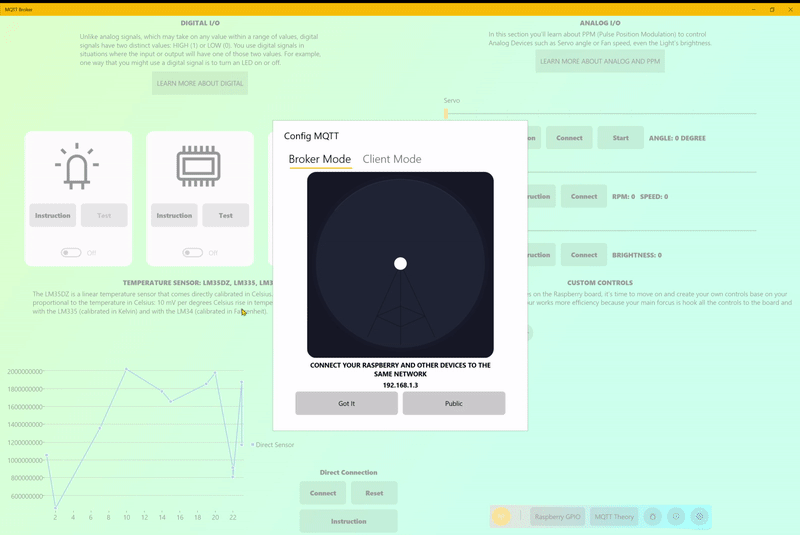 MQTT Broker
DIGITAL I/O
Unlike analog signals, which may take on any value within a range of values, digital
signals have two distinct values: HIGH (1) or LOW (0). You use digital signals in
situations where the input or output will have one of those two values. For example,
one way that you might use a digital signal is to turn an LED on or off.
LEARN MORE ABOUT DIGITAL
ANALOG I/O
In this section you'll learn about PPM (Pulse Position Modulation) to control
Analog Devices such as Servo angle or Fan speed, even the Light's brightness.
LEARN MORE ABOUT ANALOG AND PPM
Servo
Connect
Start
ANGLE: 0 DEGREE
Connect
RPM: 0 SPEED: 0
Connect
BRIGHTNESS: 0
Instruction
Test
Off
Instruction
Test
Off
Config MQTT
Broker Mode
Client Mode
CONNECT YOUR RASPBERRY AND OTHER DEVICES TO THE
SAME NETWORK
192.168.1.3
Got It
Public
TEMPERATURE SENSOR: LM35DZ, LM335, LM3
The LM35DZ is a linear temperature sensor that comes directly calibrated in Celsius.
proportional to the temperature in Celsius: 10 mV per degrees Celsius rise in temper
with the LM335 (calibrated in Kelvin) and with the LM34 (calibrated in Fahrenheit).
CUSTOM CONTROLS
s on the Raspberry board, it's time to move on and create your own controls base on your
our works more efficiency because your main forcus is hook all the controls to the board and
2000000000
1800000000
1600000000
1400000000
1200000000
1000000000
800000000
600000000
2 4 6 8 10 12 14 16 18 20 22
+ Direct Sensor
Direct Connection
Connect
Reset
Instruction
Raspberry GPIO
MQTT Theory